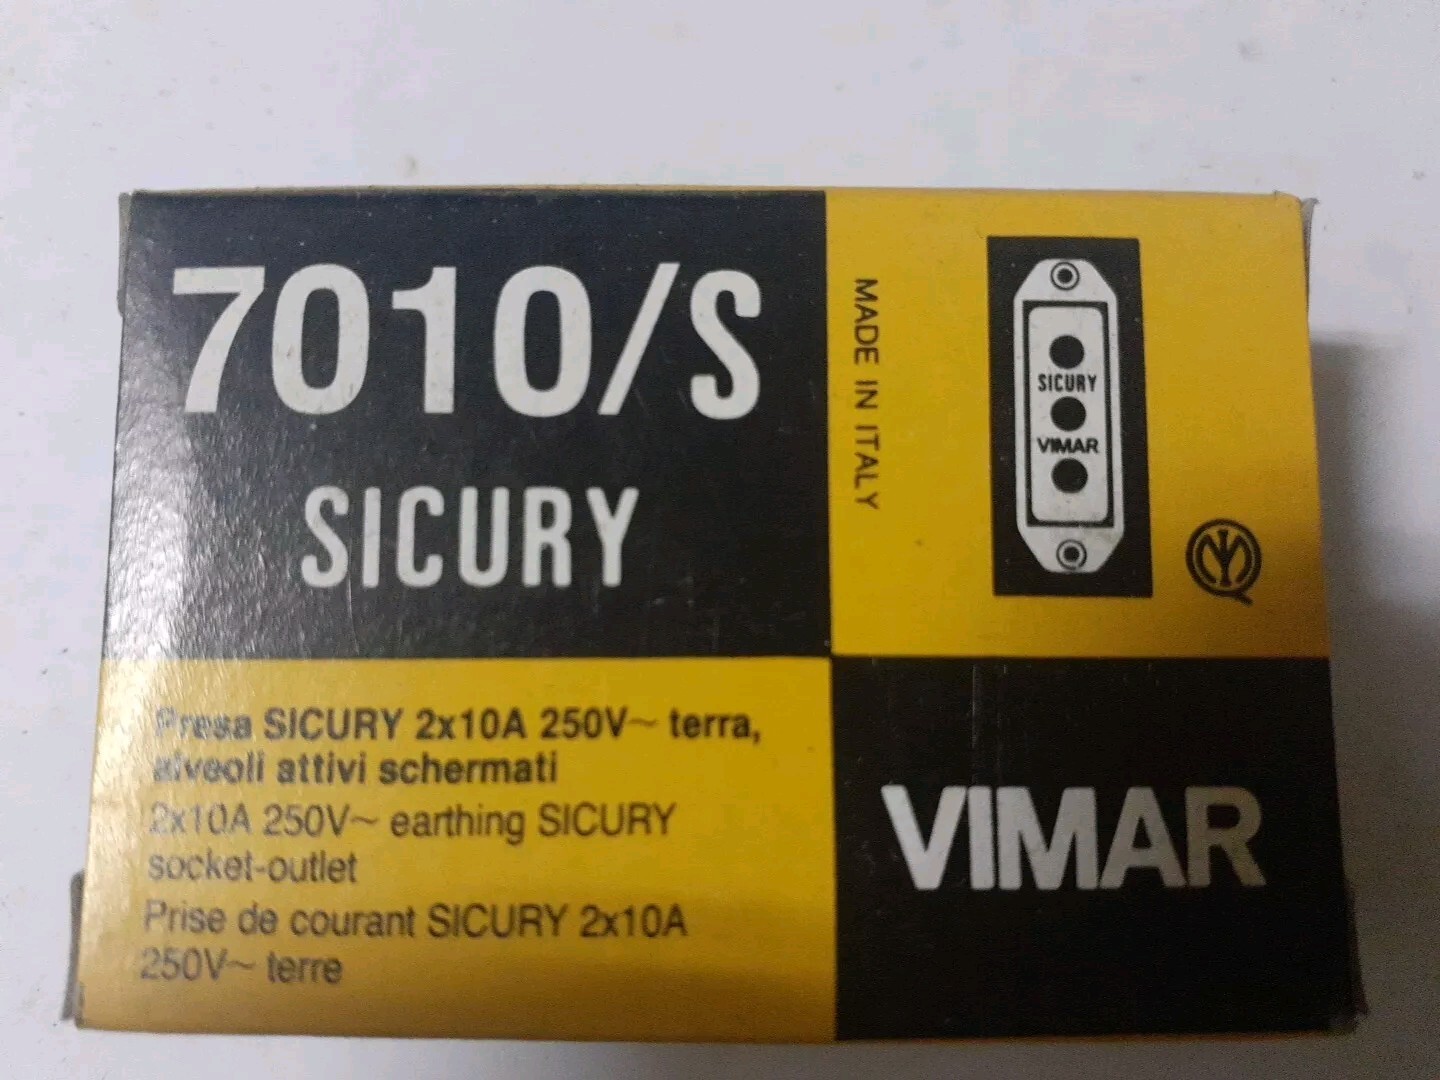 7010/S
SICURY
MADE IN ITALY
SICURY
VIMAR
Presa SICURY 2x10A 250V~ terra,
alveoli attivi schermati
2x10A 250V~ earthing SICURY
socket-outlet
Prise de courant SICURY 2x10A
250V~ terre
VIMAR